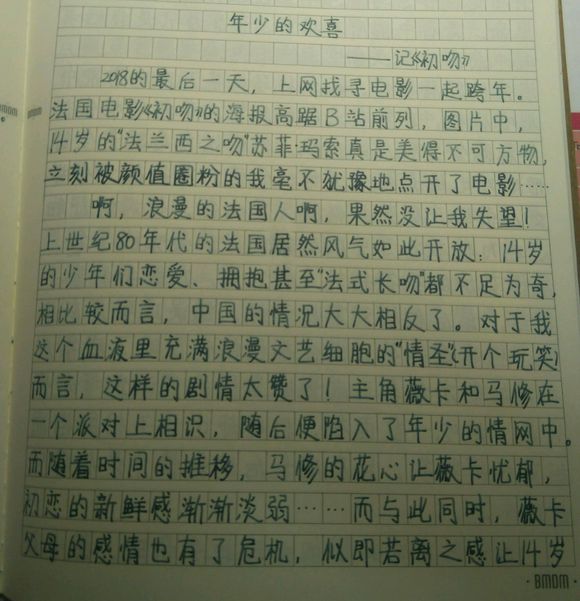 年少的欢喜
——记《初吻》
2018的最后一天，上网找寻电影一起跨年。
法国电影《初吻》的海报高踞B站前列，图片中，
14岁的"法兰西之吻"苏菲·玛索真是美得不可方物，
立刻被颜值圈粉的我毫不犹豫地点开了电影……
啊，浪漫的法国人啊，果然没让我失望！
上世纪80年代的法国居然风气如此开放：14岁
的少年们恋爱、拥抱甚至"法式长吻"都不足为奇，
相比较而言，中国的情况大大相反了。对于我
这个血液里充满浪漫文艺细胞的"情圣"（开个玩笑）
而言，这样的剧情太赞了！主角薇卡和马修在
一个派对上相识，随后便陷入了年少的情网中。
而随着时间的推移，马修的花心让薇卡忧郁，
初恋的新鲜感渐渐淡弱……而与此同时，薇卡
父母的感情也有了危机，似即若离之感让14岁
BMDM